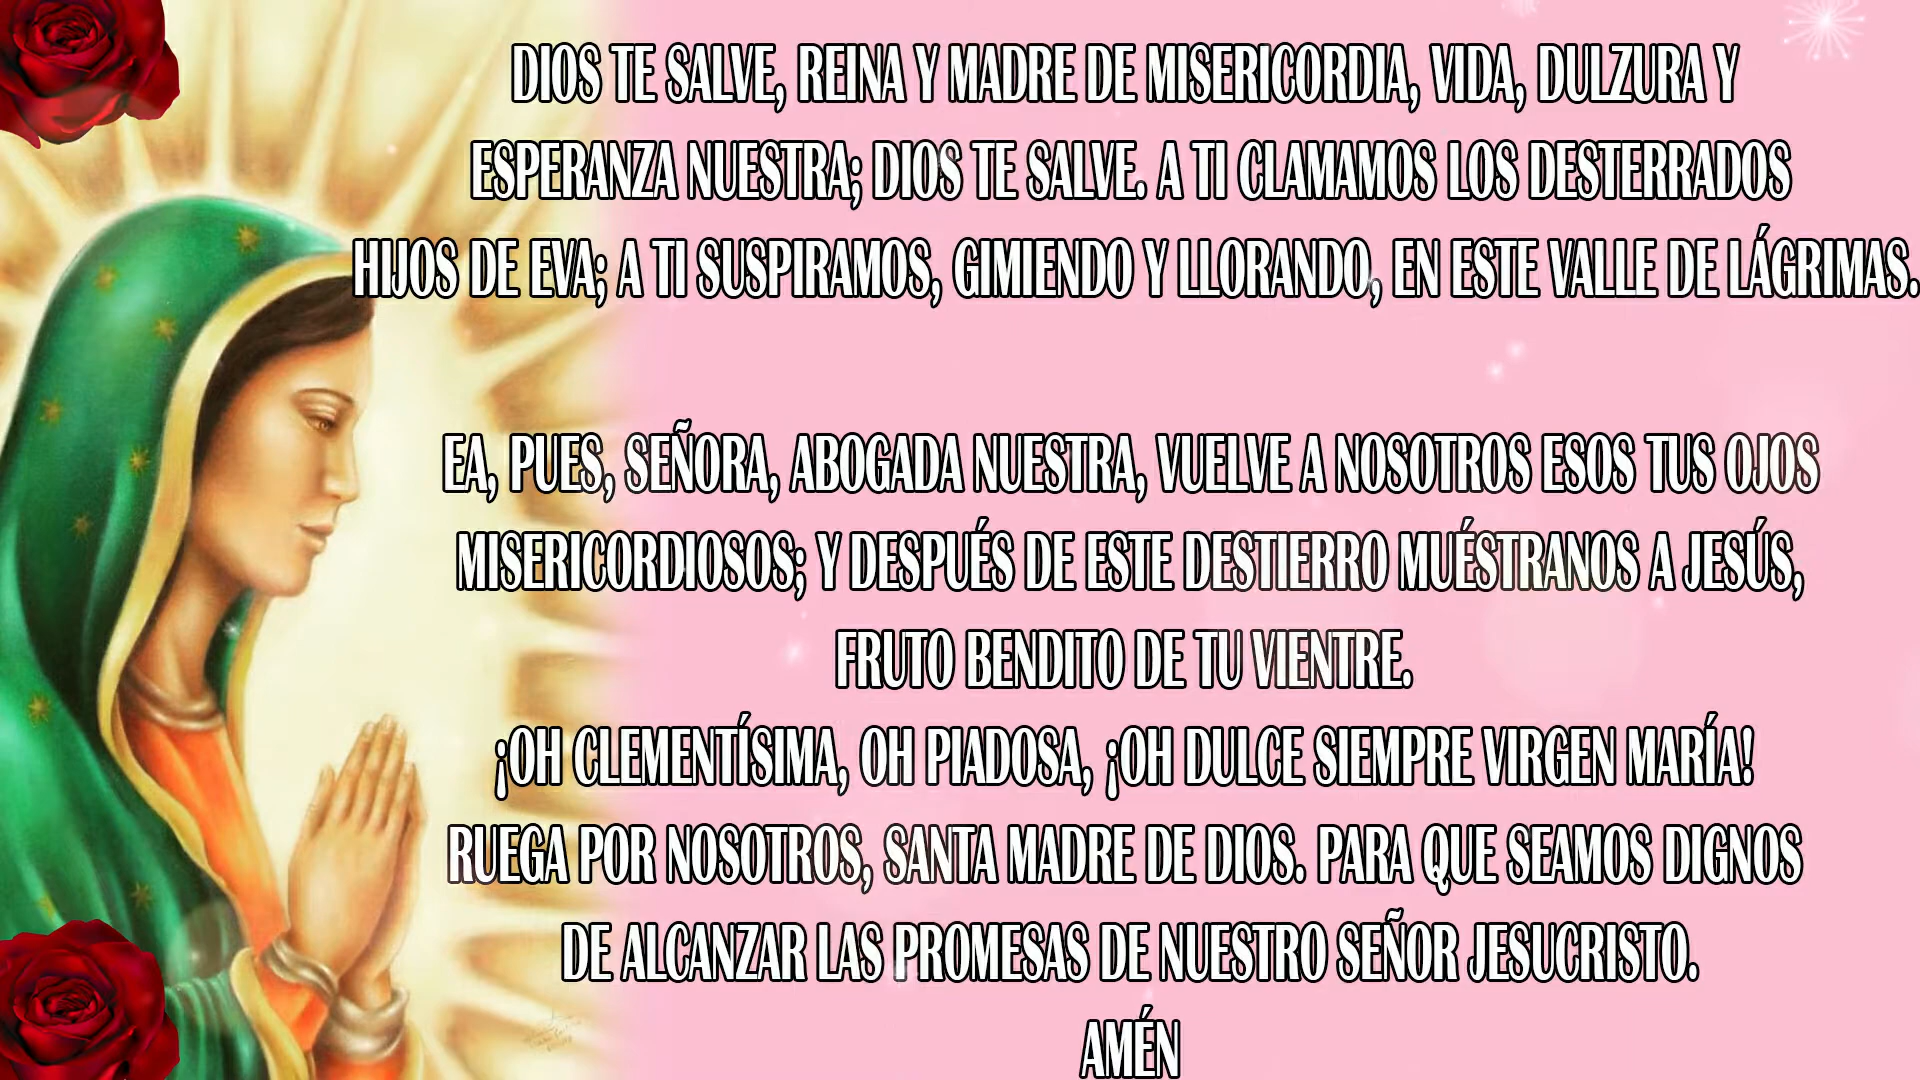 DIOS TE SALVE, REINA Y MADRE DE MISERICORDIA, VIDA, DULZURA Y
ESPERANZA NUESTRA; DIOS TE SALVE. A TI CLAMAMOS LOS DESTERRADOS
HIJOS DE EVA; A TI SUSPIRAMOS, GIMIENDO Y LLORANDO, EN ESTE VALLE DE LÁGRIMAS.
EA, PUES, SEÑORA, ABOGADA NUESTRA, VUELVE A NOSOTROS ESOS TUS OJOS
MISERICORDIOSOS; Y DESPUÉS DE ESTE DESTIERRO MUÉSTRANOS A JESÚS,
FRUTO BENDITO DE TU VIENTRE.
¡OH CLEMENTÍSIMA, OH PIADOSA, ¡OH DULCE SIEMPRE VIRGEN MARÍA!
RUEGA POR NOSOTROS, SANTA MADRE DE DIOS. PARA QUE SEAMOS DIGNOS
DE ALCANZAR LAS PROMESAS DE NUESTRO SEÑOR JESUCRISTO.
AMÉN